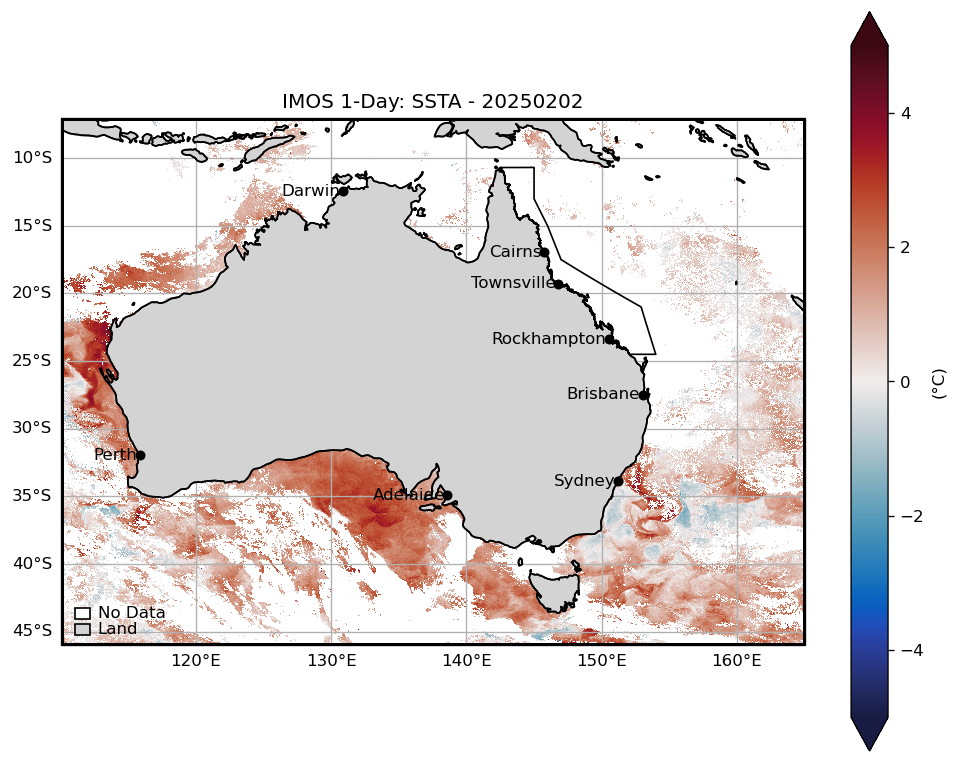 IMOS 1-Day: SSTA - 20250202
10°S
15°S
20°S
25°S
30°S
35°S
40°S
45°S
Darwin
Cairns
Townsville
Rockhampton
Brisbane
Perth
Sydney
Adelaide
No Data
Land
120°E
130°E
140°E
150°E
160°E
4
2
0
−2
−4
(°C)